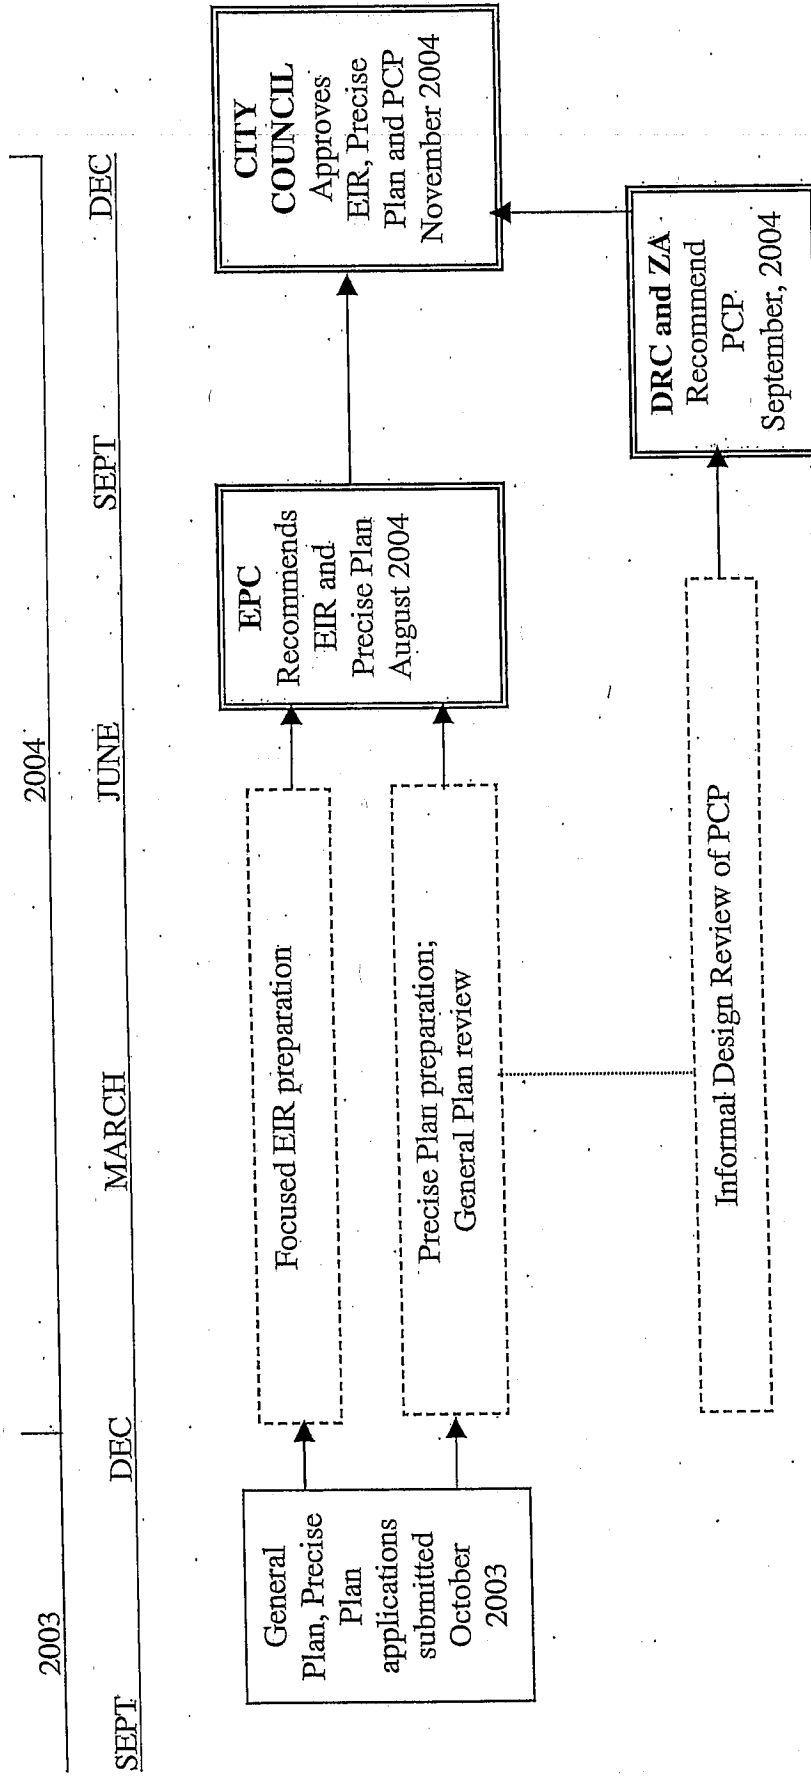 2003
2004
SEPT
DEC
MARCH
JUNE
SEPT
DEC
General
Plan, Precise
Plan
applications
submitted
October
2003
Focused EIR preparation
Precise Plan preparation;
General Plan review
Informal Design Review of PCP
EPC
Recommends
EIR and
Precise Plan
August 2004
DRC and ZA
Recommend
PCP
September, 2004
CITY
COUNCIL
Approves
EIR, Precise
Plan and PCP
November 2004